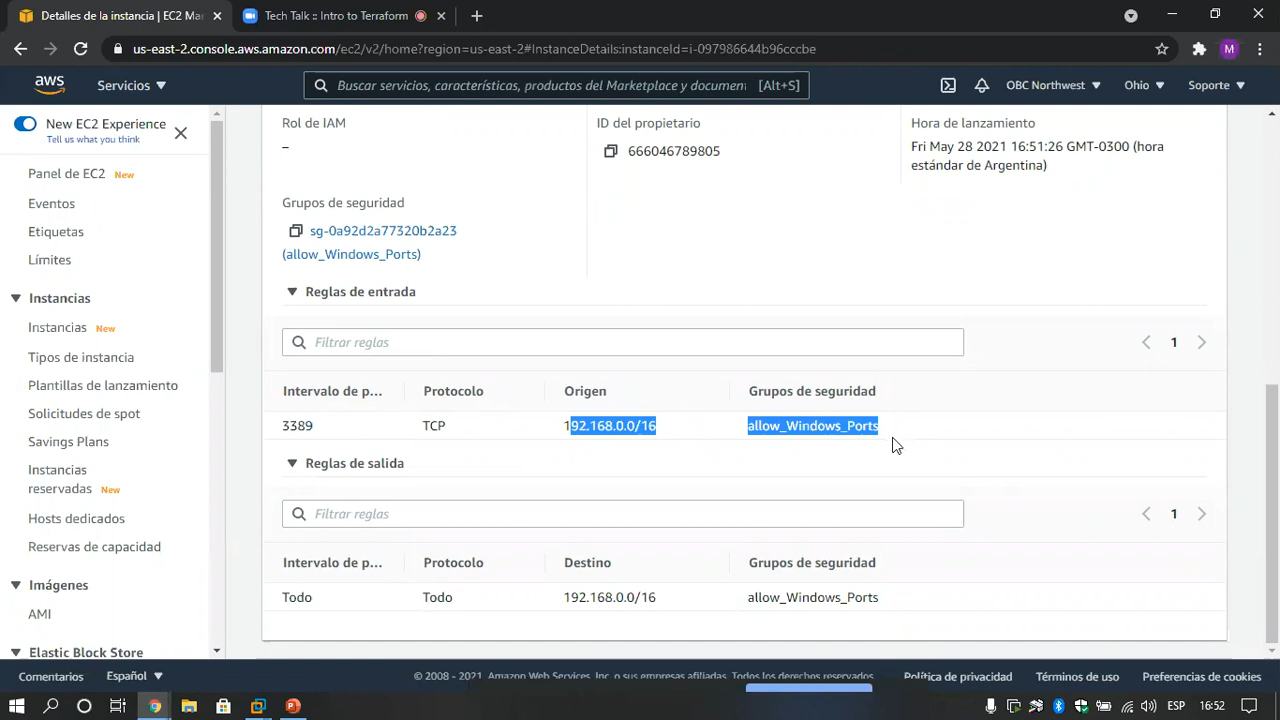 Detalles de
Instances | EC2 Mar
Tech Talk :: Intro to Terraform
us-east-2.console.aws.amazon.com/ec2/v2/home?region=us-east-2#InstanceDetails:instanceId=i-097986644b96cccbe
M
aws
Servicios
Buscar servicios, características, productos del Marketplace y document
[Alt+S]
OBC Northwest
Ohio
Soporte
New EC2 Experience
Tell us what you think
Panel de EC2 New
Eventos
Etiquetas
Límites
Instancias
Instancias New
Tipos de instancia
Plantillas de lanzamiento
Solicitudes de spot
Savings Plans
Instancias
reservadas New
Hosts dedicados
Reservas de capacidad
Imágenes
AMI
Elastic Block Store
Rol de IAM
–
ID del propietario
666046789805
Hora de lanzamiento
Fri May 28 2021 16:51:26 GMT-0300 (hora
estándar de Argentina)
Grupos de seguridad
sg-0a92d2a77320b2a23
(allow_Windows_Ports)
Reglas de entrada
Filtrar reglas
1
Intervalo de p... Protocolo Origen Grupos de seguridad
3389 TCP 192.168.0.0/16 allow_Windows_Ports
Reglas de salida
Filtrar reglas
1
Intervalo de p... Protocolo Destino Grupos de seguridad
Todo Todo 192.168.0.0/16 allow_Windows_Ports
Comentarios
Español
© 2008 - 2021, Amazon Web Services, Inc. o sus empresas afiliadas. Todos los derechos reservados.
Política de privacidad
Términos de uso
Preferencias de cookies
ESP
16:52